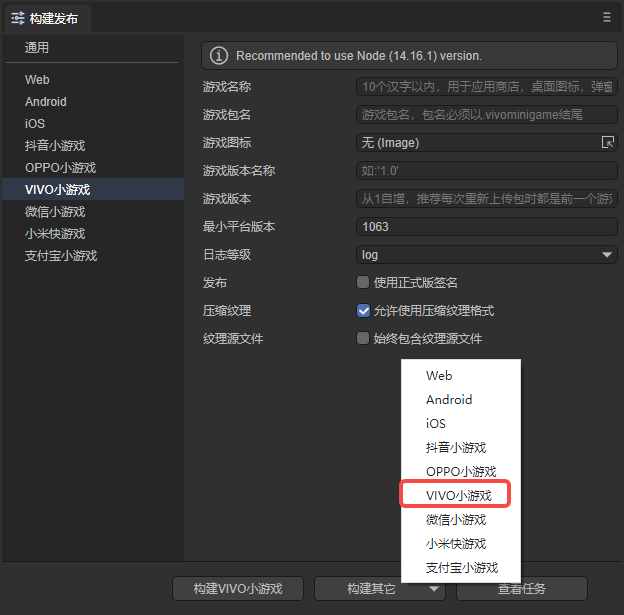 构建发布
通用
Web
Android
iOS
抖音小游戏
OPPO小游戏
VIVO小游戏
微信小游戏
小米快游戏
支付宝小游戏
Recommended to use Node (14.16.1) version.
游戏名称 10个汉字以内，用于应用商店，桌面图标，弹窗
游戏包名 游戏包名，包名必须以.vivominigame结尾
游戏图标 无 (Image)
游戏版本名称 如:'1.0'
游戏版本 从1自增，推荐每次重新上传包时都是前一个游戏
最小平台版本 1063
日志等级 log
发布 使用正式版签名
压缩纹理 允许使用压缩纹理格式
纹理源文件 始终包含纹理源文件
Web
Android
iOS
抖音小游戏
OPPO小游戏
VIVO小游戏
微信小游戏
小米快游戏
支付宝小游戏
构建VIVO小游戏 构建其它 查看任务